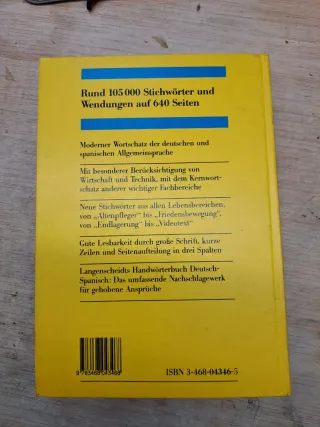 Rund 105 000 Stichwörter und
Wendungen auf 640 Seiten
Moderner Wortschatz der deutschen und
spanischen Allgemeinsprache
Mit besonderer Berücksichtigung von
Wirtschaft und Technik, mit dem Kernwort-
schatz anderer wichtiger Fachbereiche
Neue Stichwörter aus allen Lebensbereichen,
von „Altenpfleger" bis „Friedensbewegung",
von „Endlagerung" bis „Videotext"
Gute Lesbarkeit durch große Schrift, kurze
Zeilen und Seitenaufteilung in drei Spalten
Langenscheidts Handwörterbuch Deutsch-
Spanisch: Das umfassende Nachschlagewerk
für gehobene Ansprüche
9 783468 043468
ISBN 3-468-04346-5